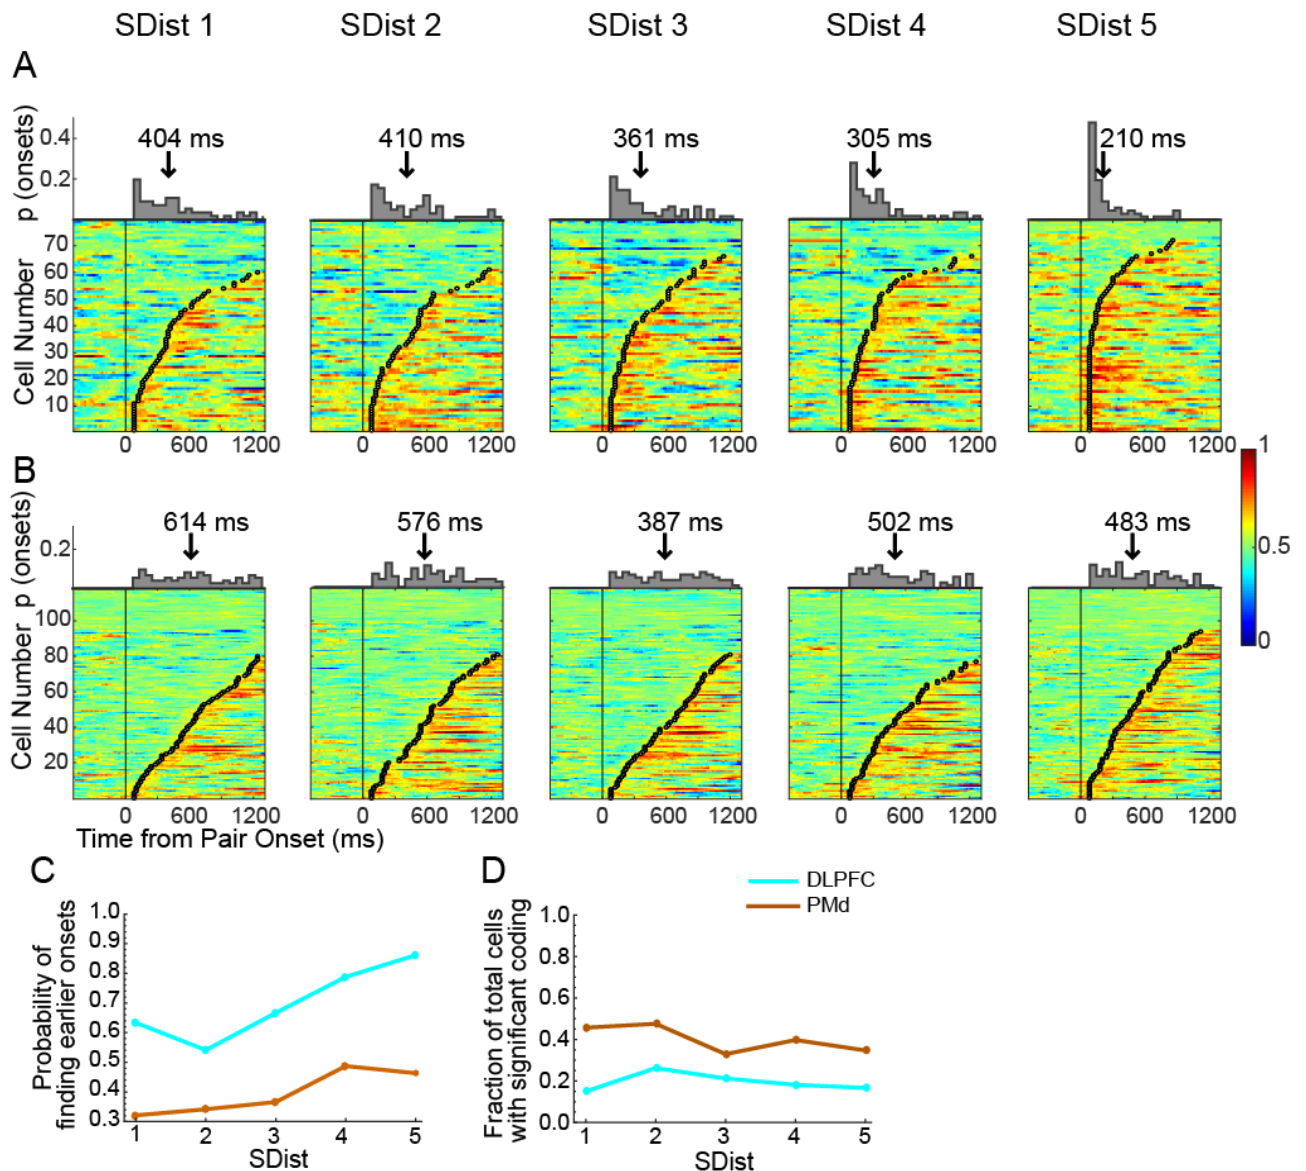 SDist 1 SDist 2 SDist 3 SDist 4 SDist 5
A
p (onsets)
0.4
0.2
404 ms 410 ms 361 ms 305 ms 210 ms
Cell Number
70
60
50
40
30
20
10
0 600 1200 0 600 1200 0 600 1200 0 600 1200 0 600 1200
1
0.5
0
B
p (onsets)
0.2
614 ms 576 ms 387 ms 502 ms 483 ms
Cell Number
100
80
60
40
20
0 600 1200 0 600 1200 0 600 1200 0 600 1200 0 600 1200
Time from Pair Onset (ms)
C
Probability of
finding earlier onsets
1.0
0.9
0.8
0.7
0.6
0.5
0.4
0.3
1 2 3 4 5
SDist
D
DLPFC
PMd
Fraction of total cells
with significant coding
1.0
0.8
0.6
0.4
0.2
0.0
1 2 3 4 5
SDist